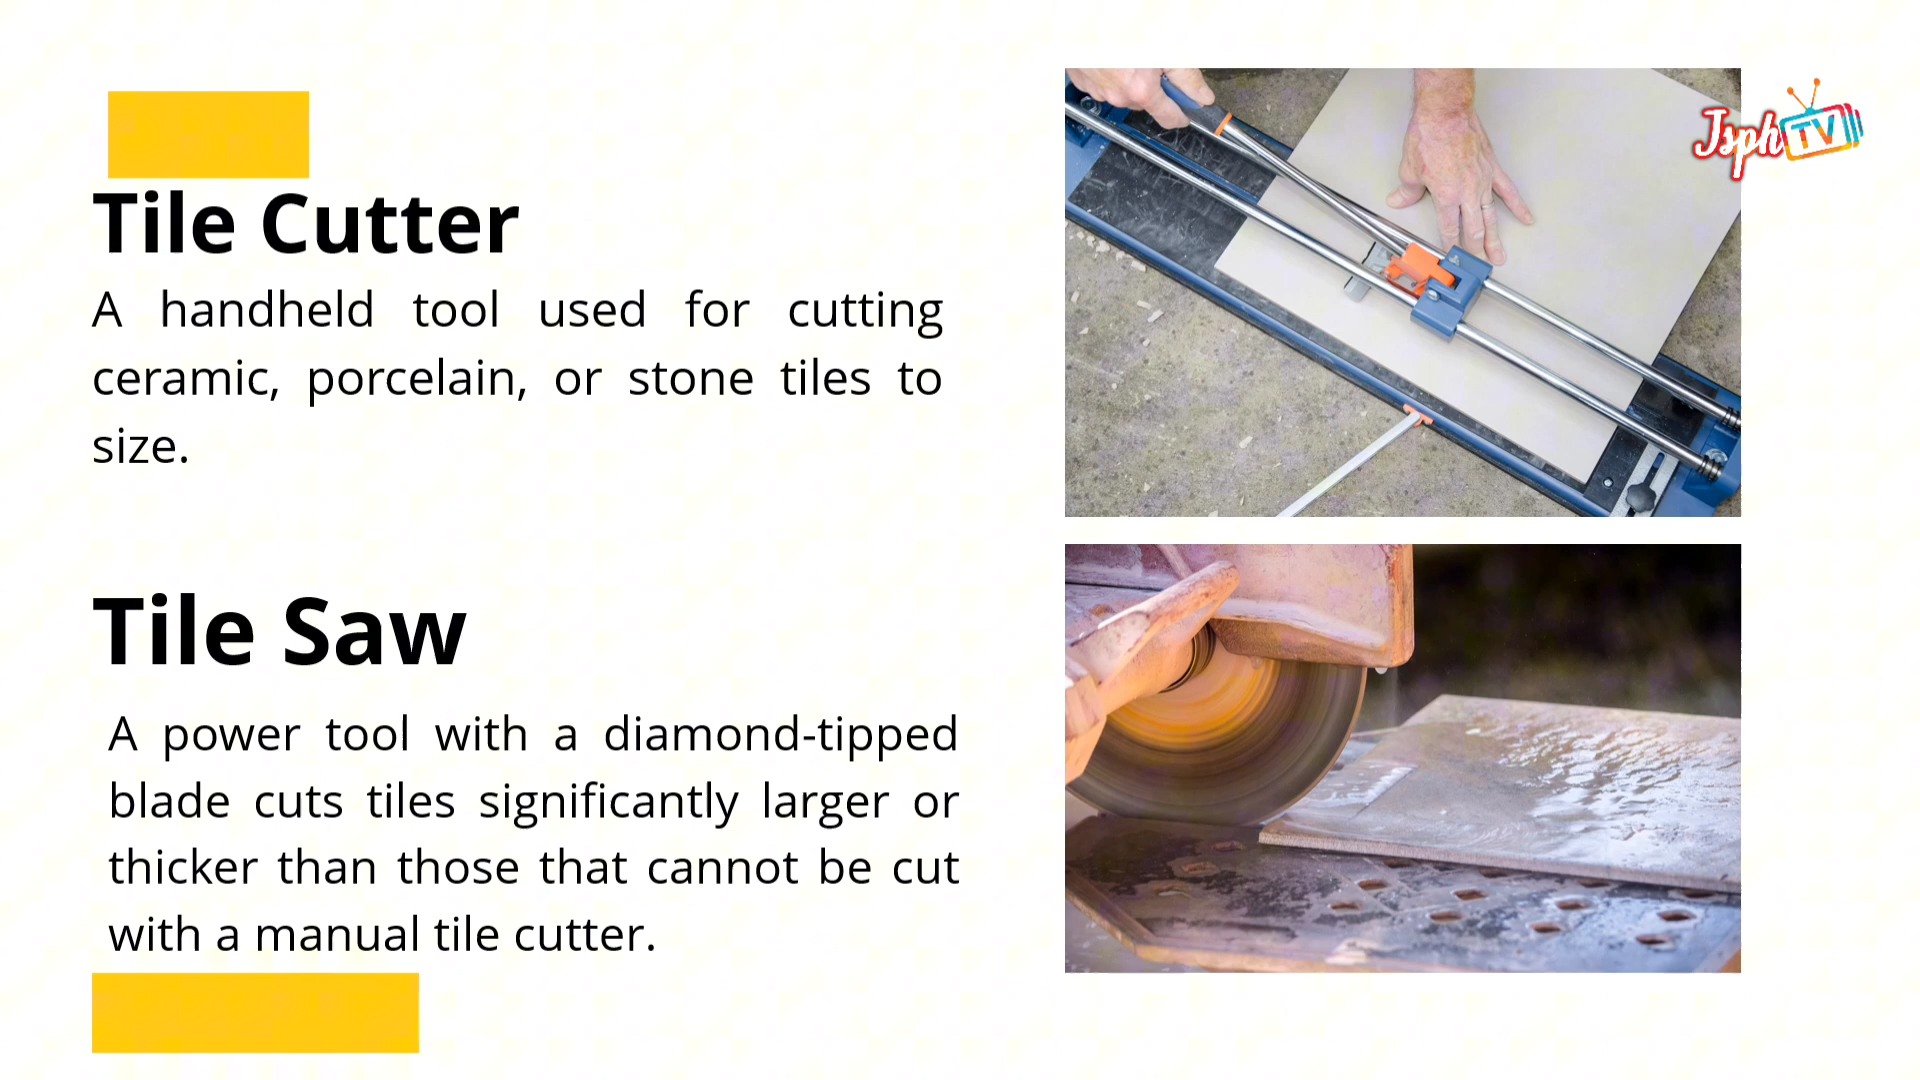 Tile Cutter
A handheld tool used for cutting
ceramic, porcelain, or stone tiles to
size.
Tile Saw
A power tool with a diamond-tipped
blade cuts tiles significantly larger or
thicker than those that cannot be cut
with a manual tile cutter.
Jsph TV